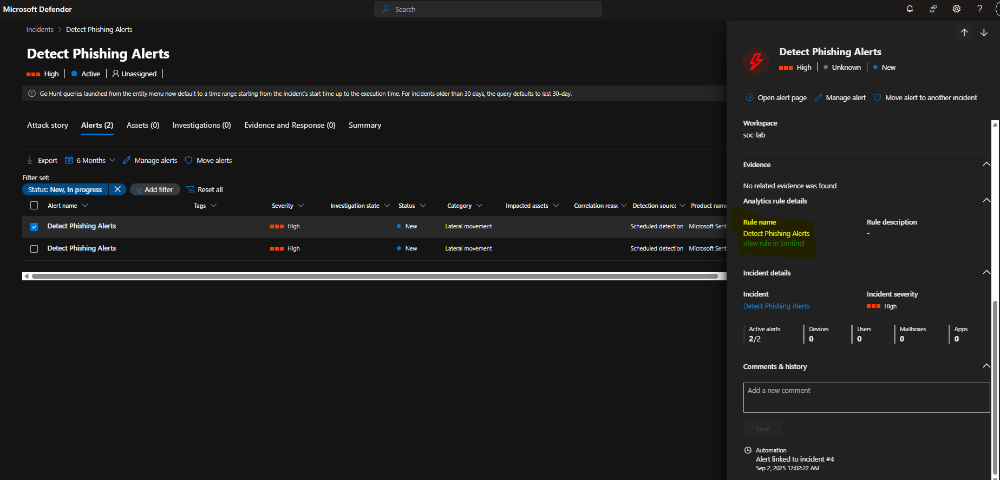 Microsoft Defender
Search
Incidents > Detect Phishing Alerts
Detect Phishing Alerts
High | Active | Unassigned |
Go Hunt queries launched from the entity menu now default to a time range starting from the incident's start time up to the execution time. For incidents older than 30 days, the query defaults to last 30-day.
Attack story Alerts (2) Assets (0) Investigations (0) Evidence and Response (0) Summary
Export 6 Months Manage alerts Move alerts
Filter set:
Status: New, In progress Add filter Reset all
Alert name Tags Severity Investigation state Status Category Impacted assets Correlation reasc Detection source Product name
Detect Phishing Alerts High New Lateral movement Scheduled detection Microsoft Sent
Detect Phishing Alerts High New Lateral movement Scheduled detection Microsoft Sent
Detect Phishing Alerts
High | Unknown | New
Open alert page Manage alert Move alert to another incident
Workspace
soc-lab
Evidence
No related evidence was found
Analytics rule details
Rule name Rule description
Detect Phishing Alerts -
View rule in Sentinel
Incident details
Incident Incident severity
Detect Phishing Alerts High
Active alerts Devices Users Mailboxes Apps
2/2 0 0 0 0
Comments & history
Add a new comment
Save
Automation
Alert linked to incident #4
Sep 2, 2025 12:02:22 AM